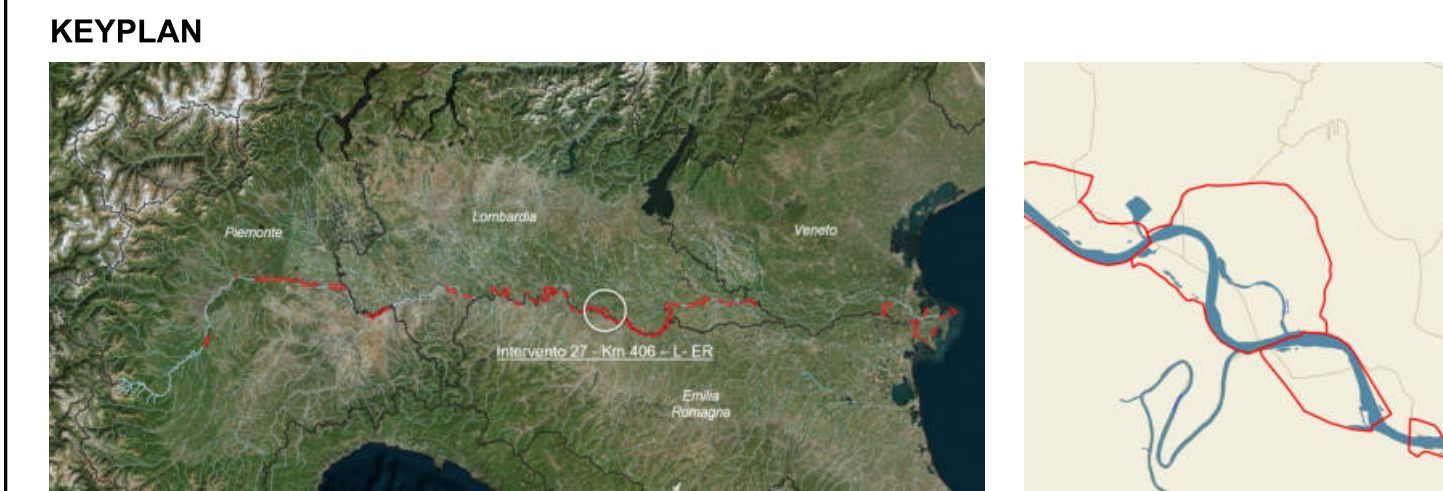 KEYPLAN
Lombardia
Piemonte
Veneto
Intervento 27 - Km 406 – L- ER
Emilia
Romagna